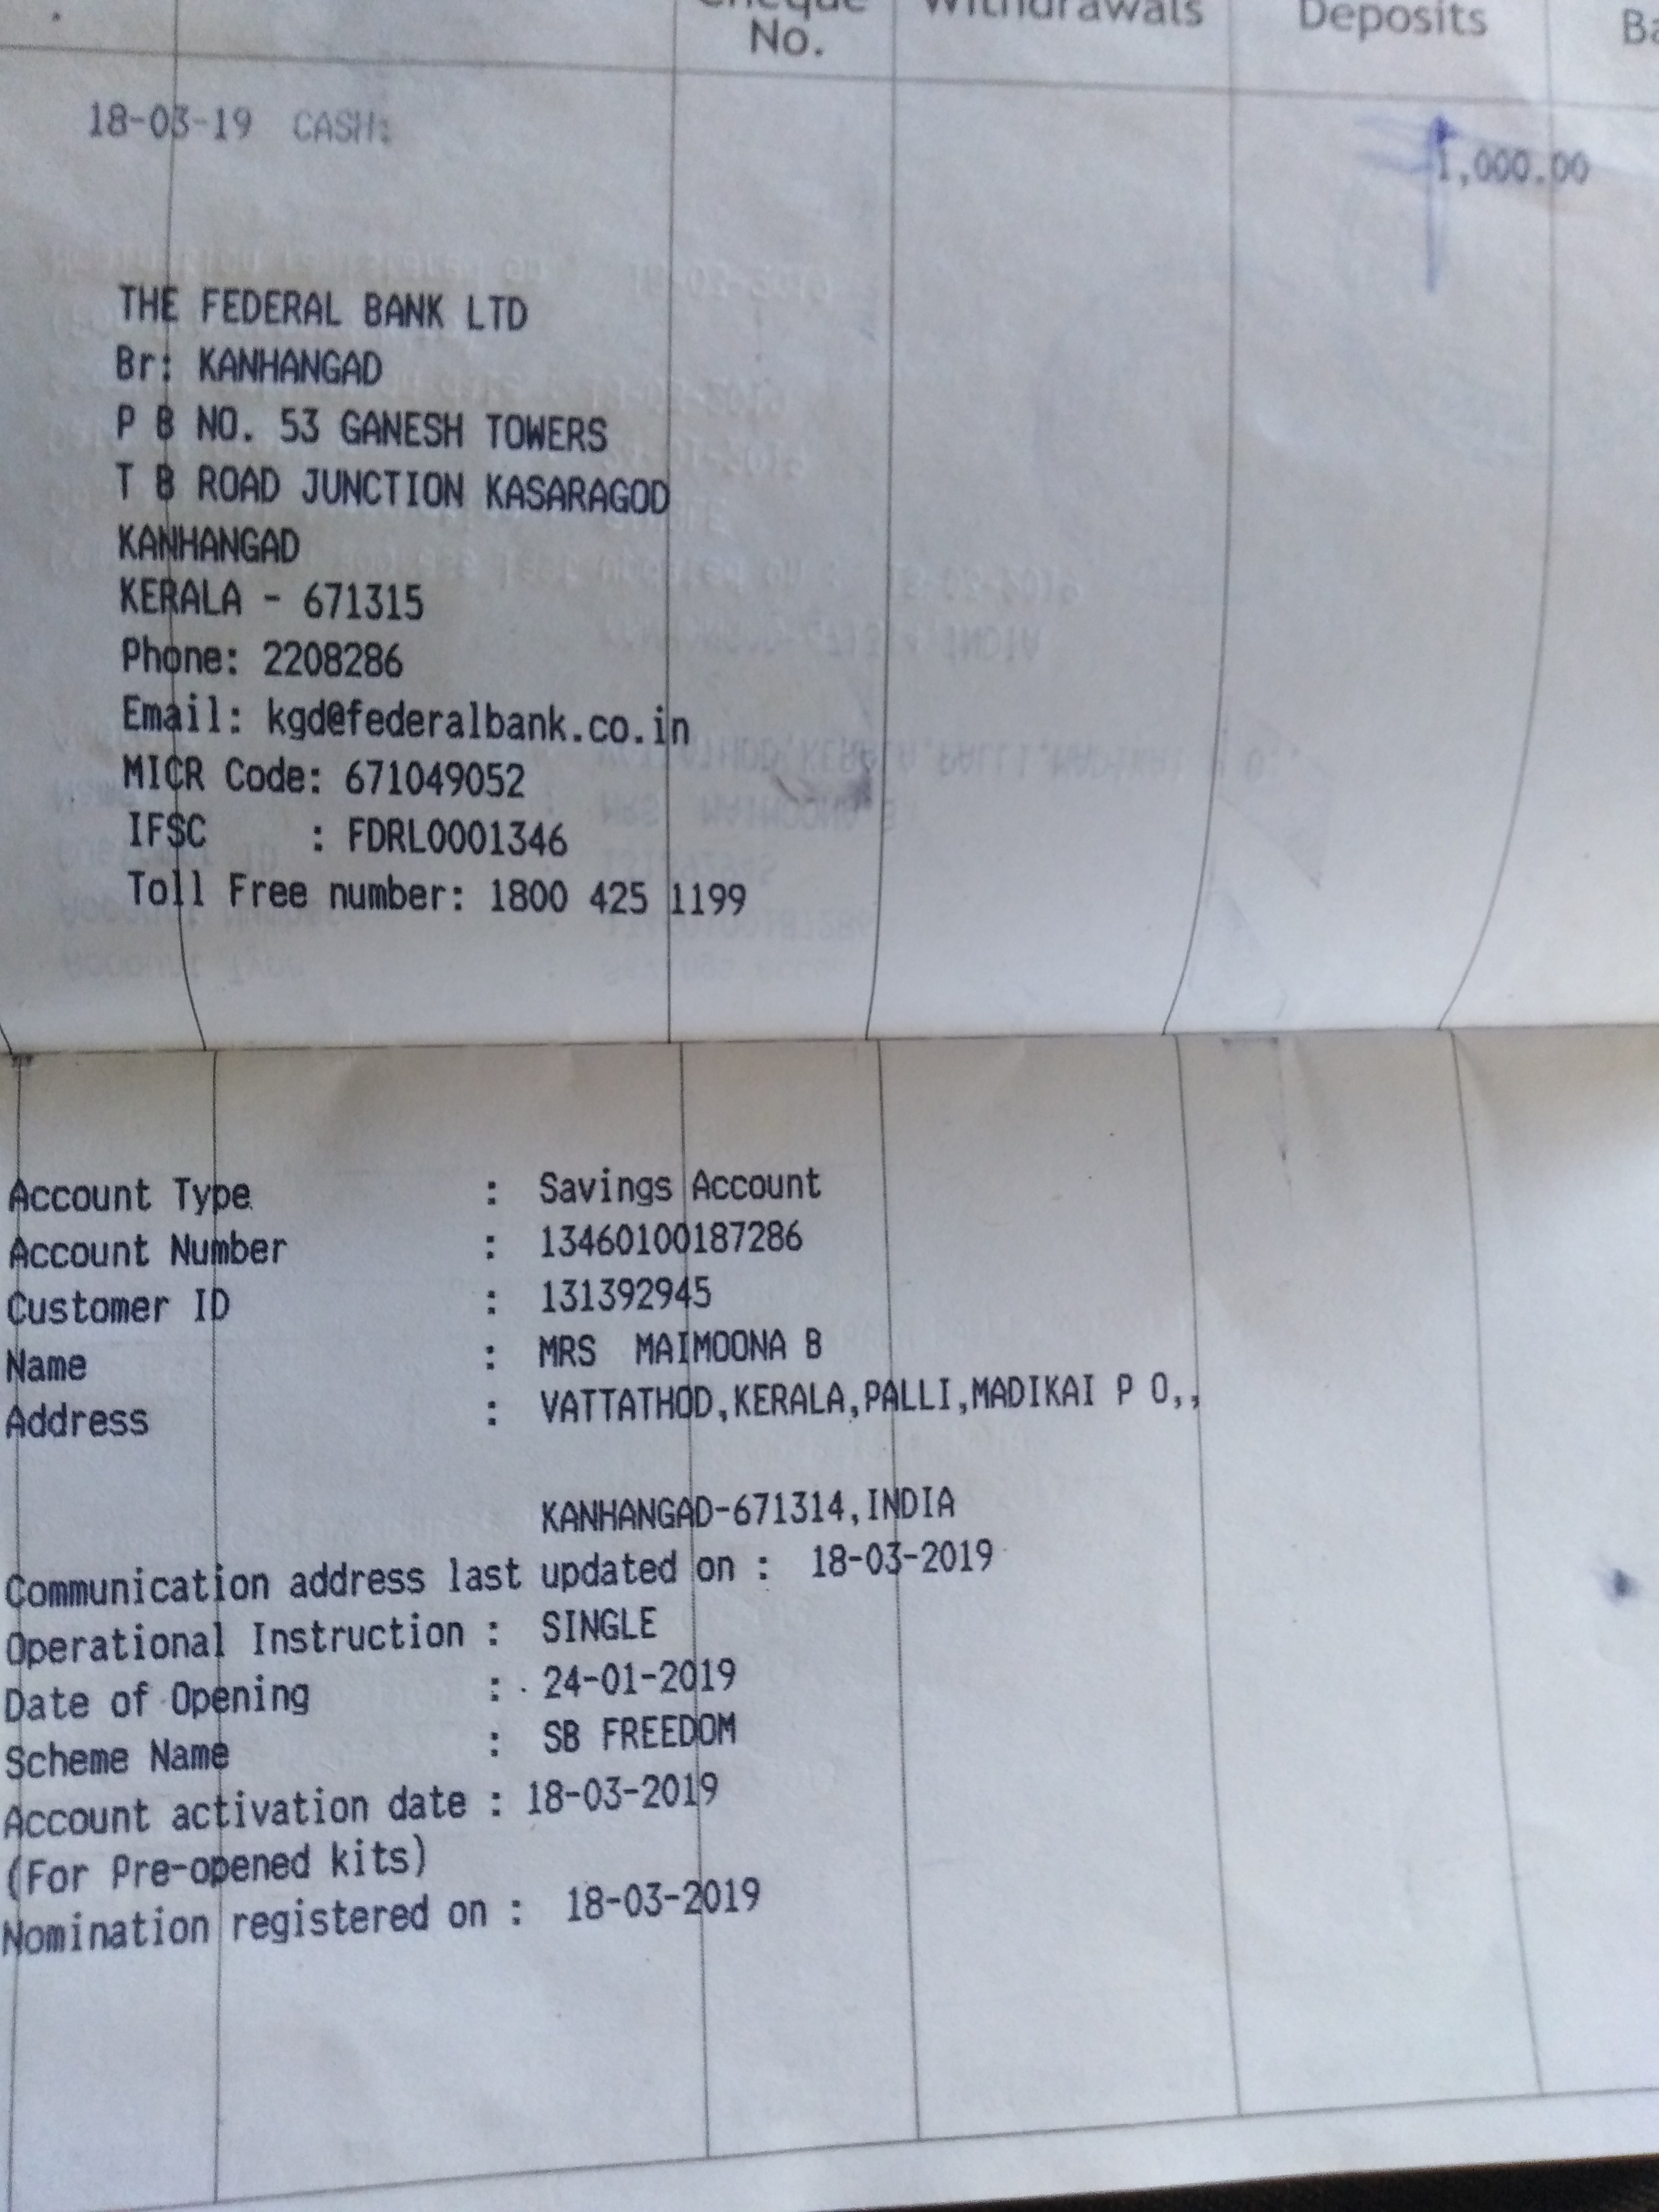 Cheque Withdrawals Deposits
No.
18-03-19 CASH: 1,000.00
THE FEDERAL BANK LTD
Br: KANHANGAD
P B NO. 53 GANESH TOWERS
T B ROAD JUNCTION KASARAGOD
KANHANGAD
KERALA - 671315
Phone: 2208286
Email: kgd@federalbank.co.in
MICR Code: 671049052
IFSC : FDRL0001346
Toll Free number: 1800 425 1199
Account Type : Savings Account
Account Number : 13460100187286
Customer ID : 131392945
Name : MRS MAIMOONA B
Address : VATTATHOD,KERALA,PALLI,MADIKAI P O,,
KANHANGAD-671314,INDIA
Communication address last updated on : 18-03-2019
Operational Instruction : SINGLE
Date of Opening : 24-01-2019
Scheme Name : SB FREEDOM
Account activation date : 18-03-2019
(For Pre-opened kits)
Nomination registered on : 18-03-2019